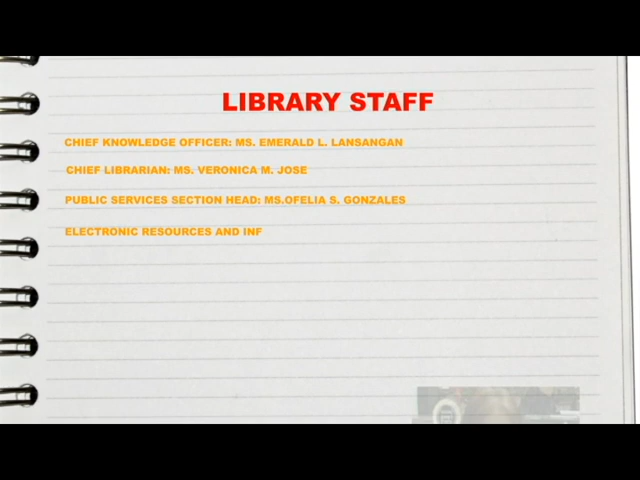 LIBRARY STAFF
CHIEF KNOWLEDGE OFFICER: MS. EMERALD L. LANSANGAN
CHIEF LIBRARIAN: MS. VERONICA M. JOSE
PUBLIC SERVICES SECTION HEAD: MS.OFELIA S. GONZALES
ELECTRONIC RESOURCES AND INF